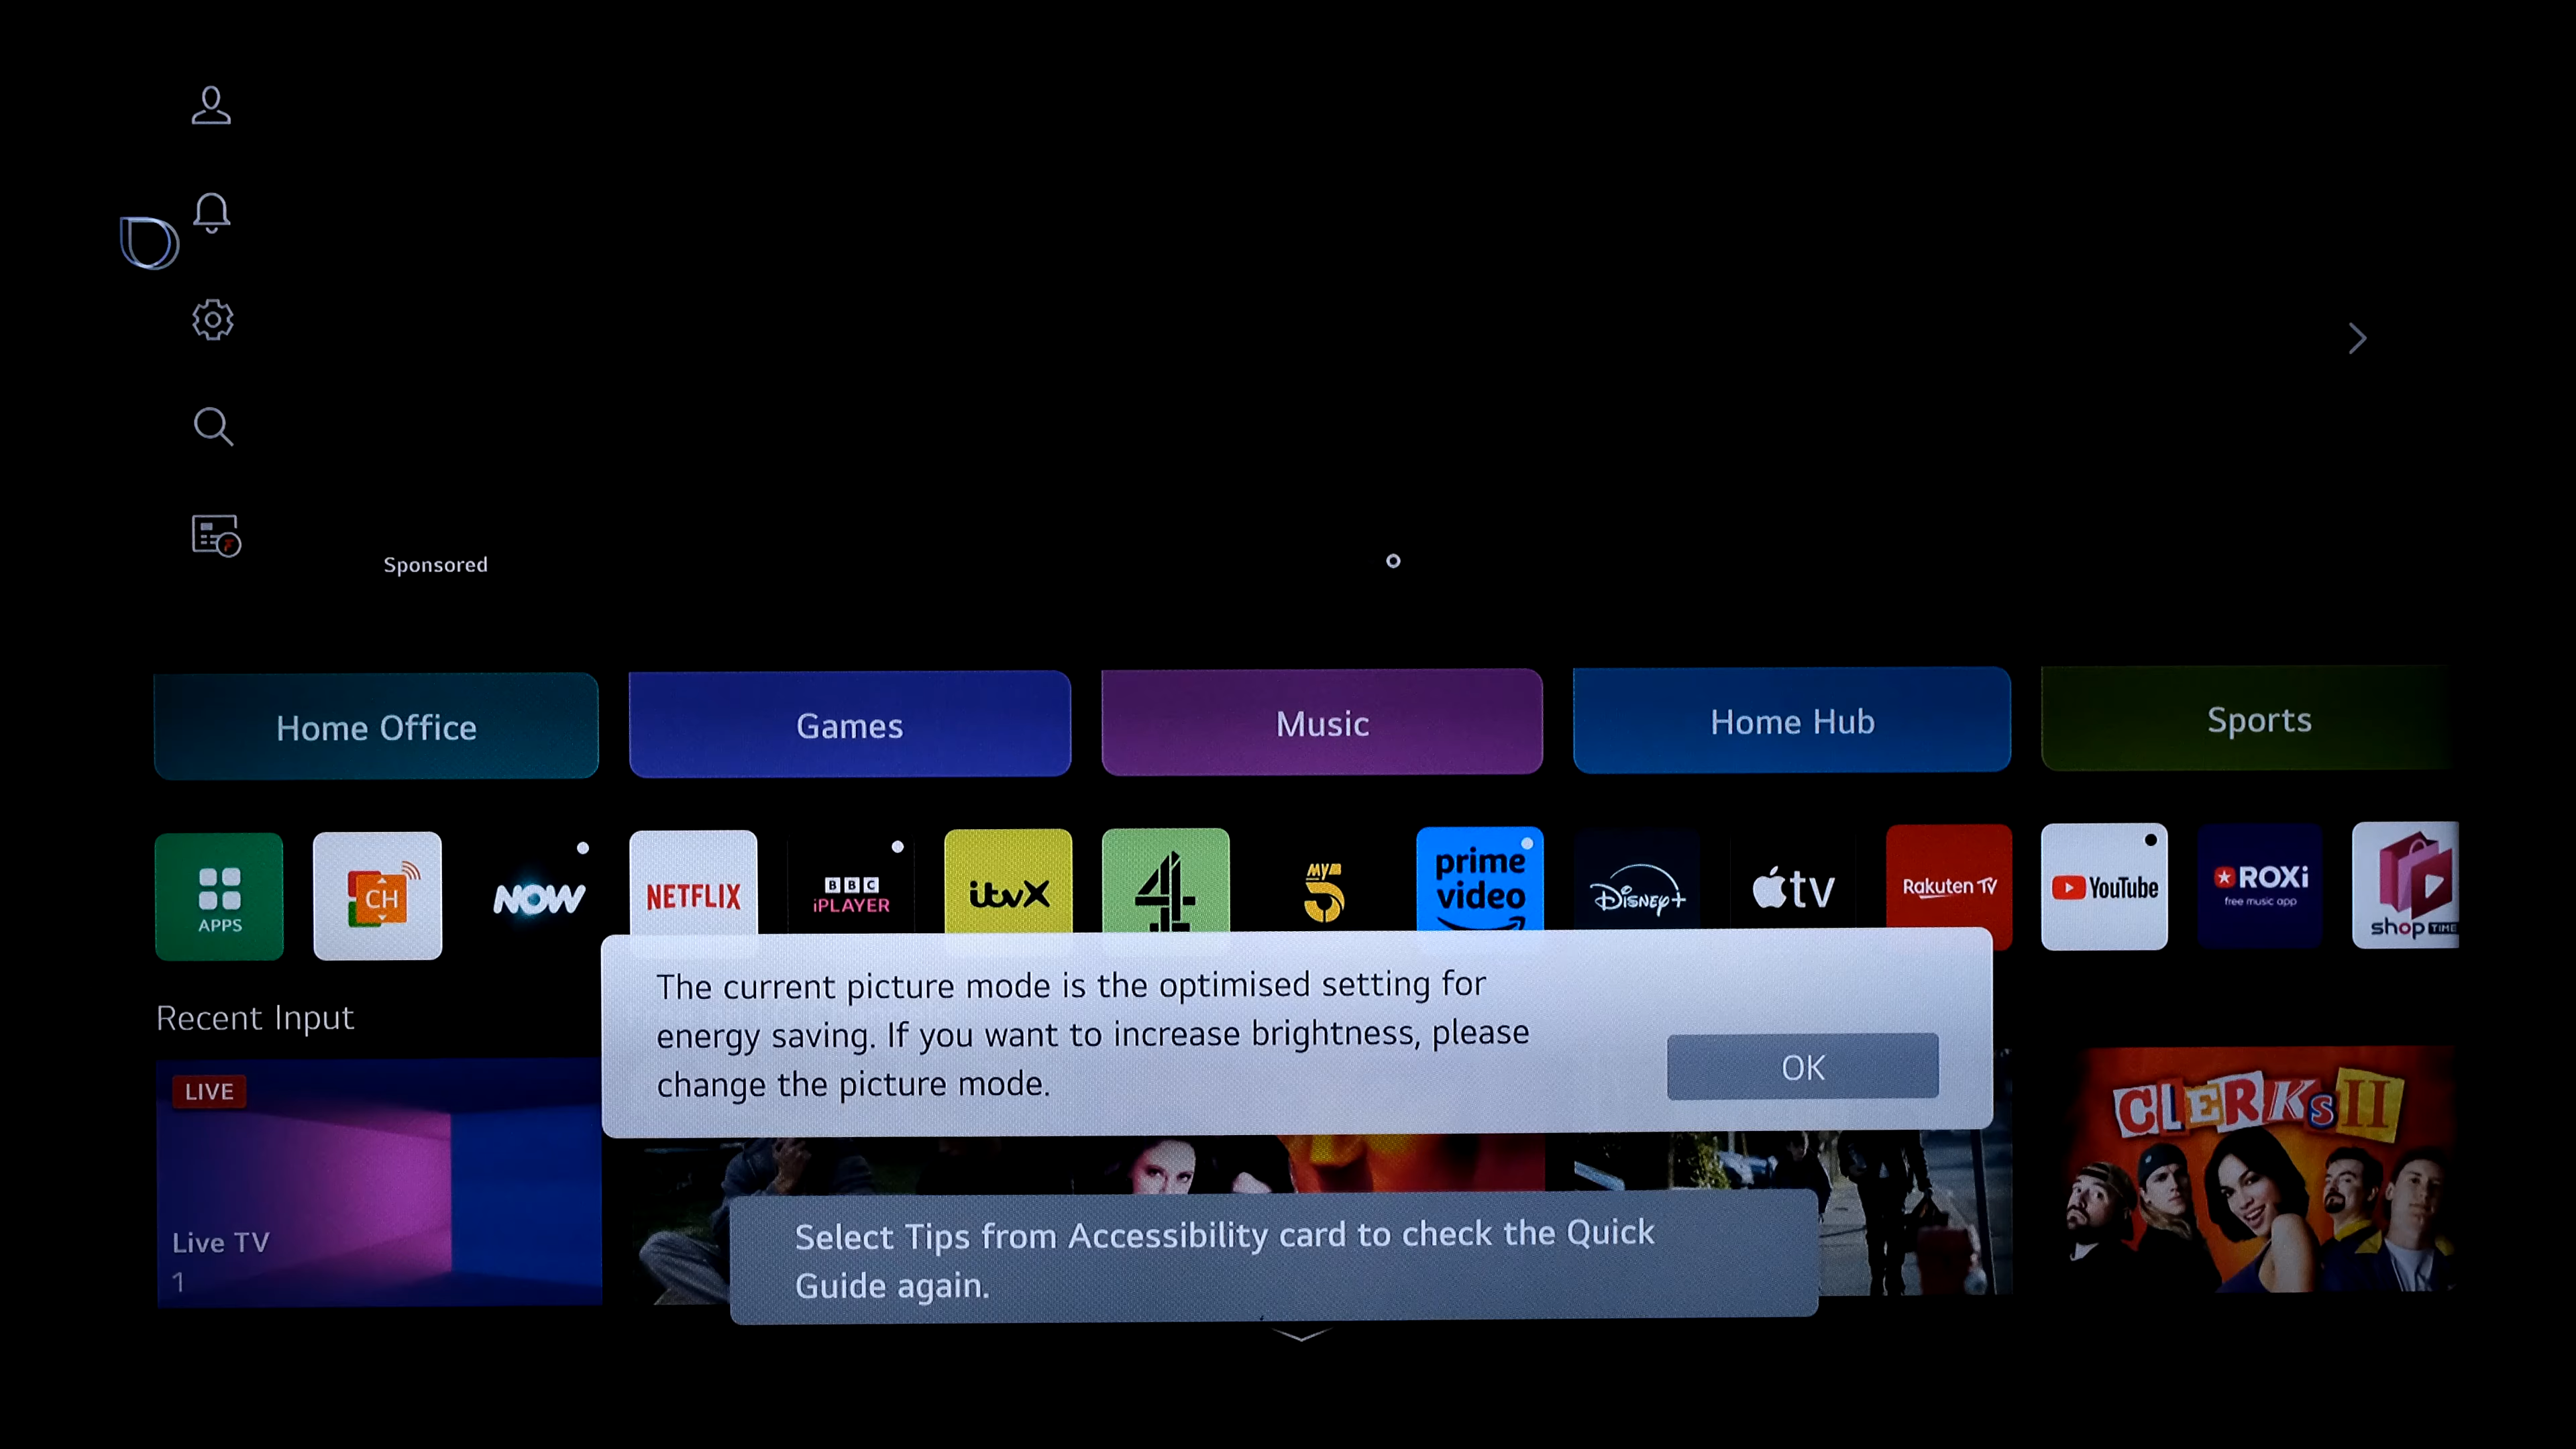 Sponsored
Home Office
Games
Music
Home Hub
Sports
APPS
CH
NOW
NETFLIX
BBC
iPLAYER
itvX
4
MY
5
prime
video
Disney+
tv
Rakuten TV
YouTube
ROXi
free music app
shop TIME
The current picture mode is the optimised setting for
energy saving. If you want to increase brightness, please
change the picture mode.
OK
Recent Input
LIVE
Live TV
1
CLERKS II
Select Tips from Accessibility card to check the Quick
Guide again.